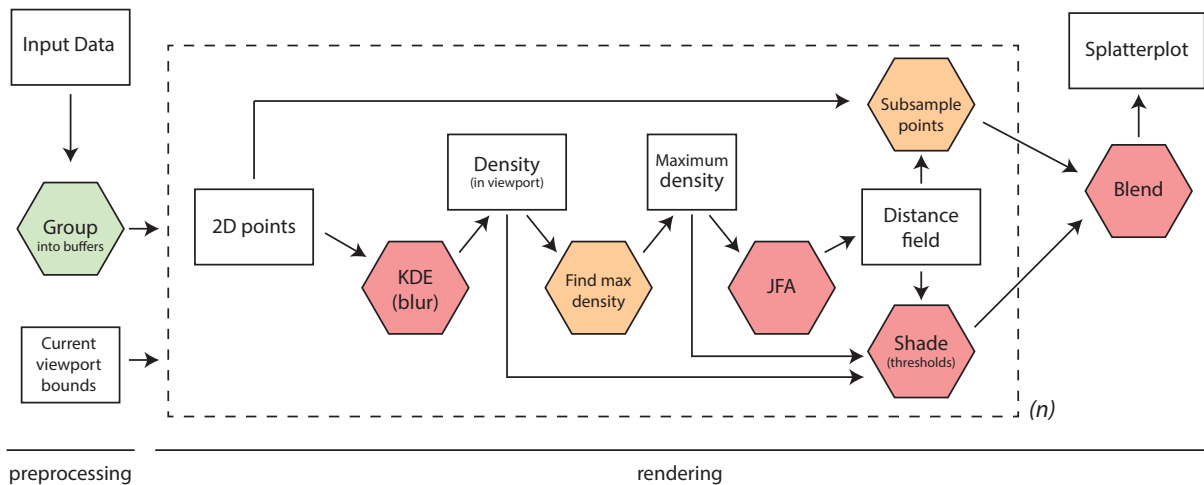 Input Data
Group
into buffers
Current
viewport
bounds
2D points
KDE
(blur)
Density
(in viewport)
Find max
density
Maximum
density
JFA
Subsample
points
Distance
field
Shade
(thresholds)
(n)
Splatterplot
Blend
preprocessing
rendering